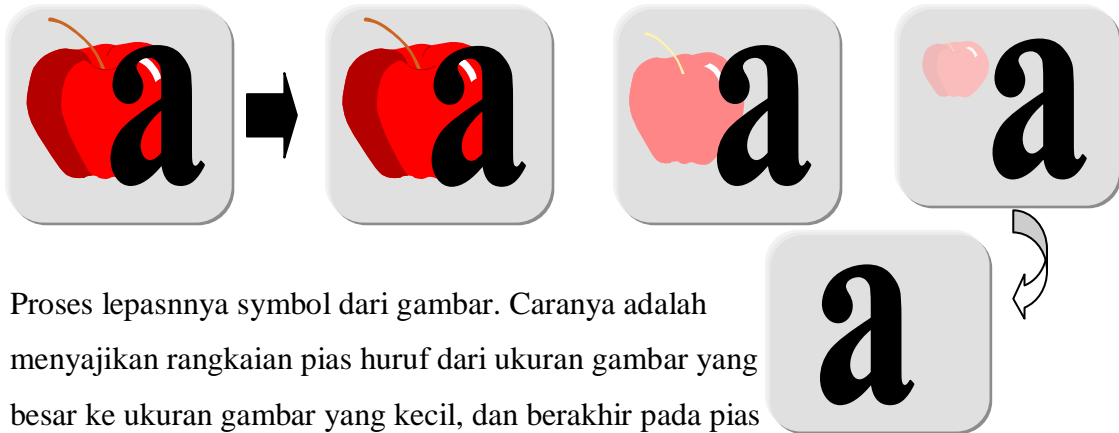 a a a a
a
Proses lepasnnya symbol dari gambar. Caranya adalah
menyajikan rangkaian pias huruf dari ukuran gambar yang
besar ke ukuran gambar yang kecil, dan berakhir pada pias